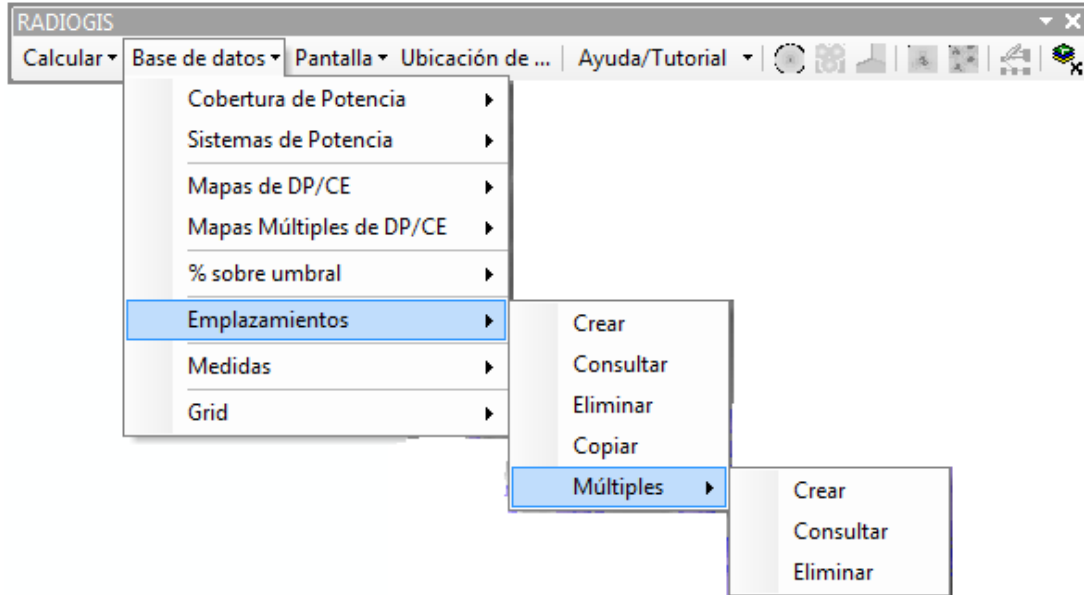 RADIOGIS
Calcular Base de datos Pantalla Ubicación de ... Ayuda/Tutorial
Cobertura de Potencia
Sistemas de Potencia
Mapas de DP/CE
Mapas Múltiples de DP/CE
% sobre umbral
Emplazamientos
Medidas
Grid
Crear
Consultar
Eliminar
Copiar
Múltiples
Crear
Consultar
Eliminar